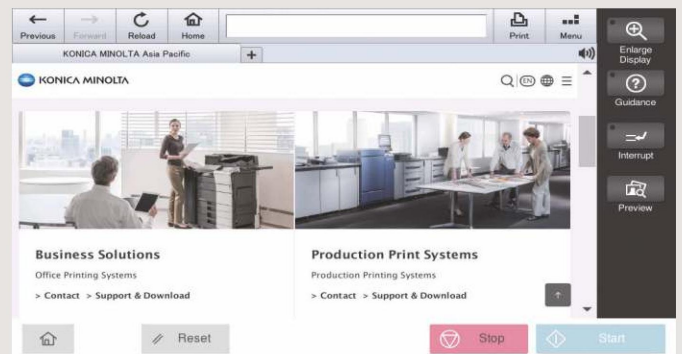 Previous Forward Reload Home Print Menu
KONICA MINOLTA Asia Pacific +
KONICA MINOLTA EN
Enlarge
Display
Guidance
Interrupt
Preview
Business Solutions
Office Printing Systems
> Contact > Support & Download
Production Print Systems
Production Printing Systems
> Contact > Support & Download
Reset Stop Start